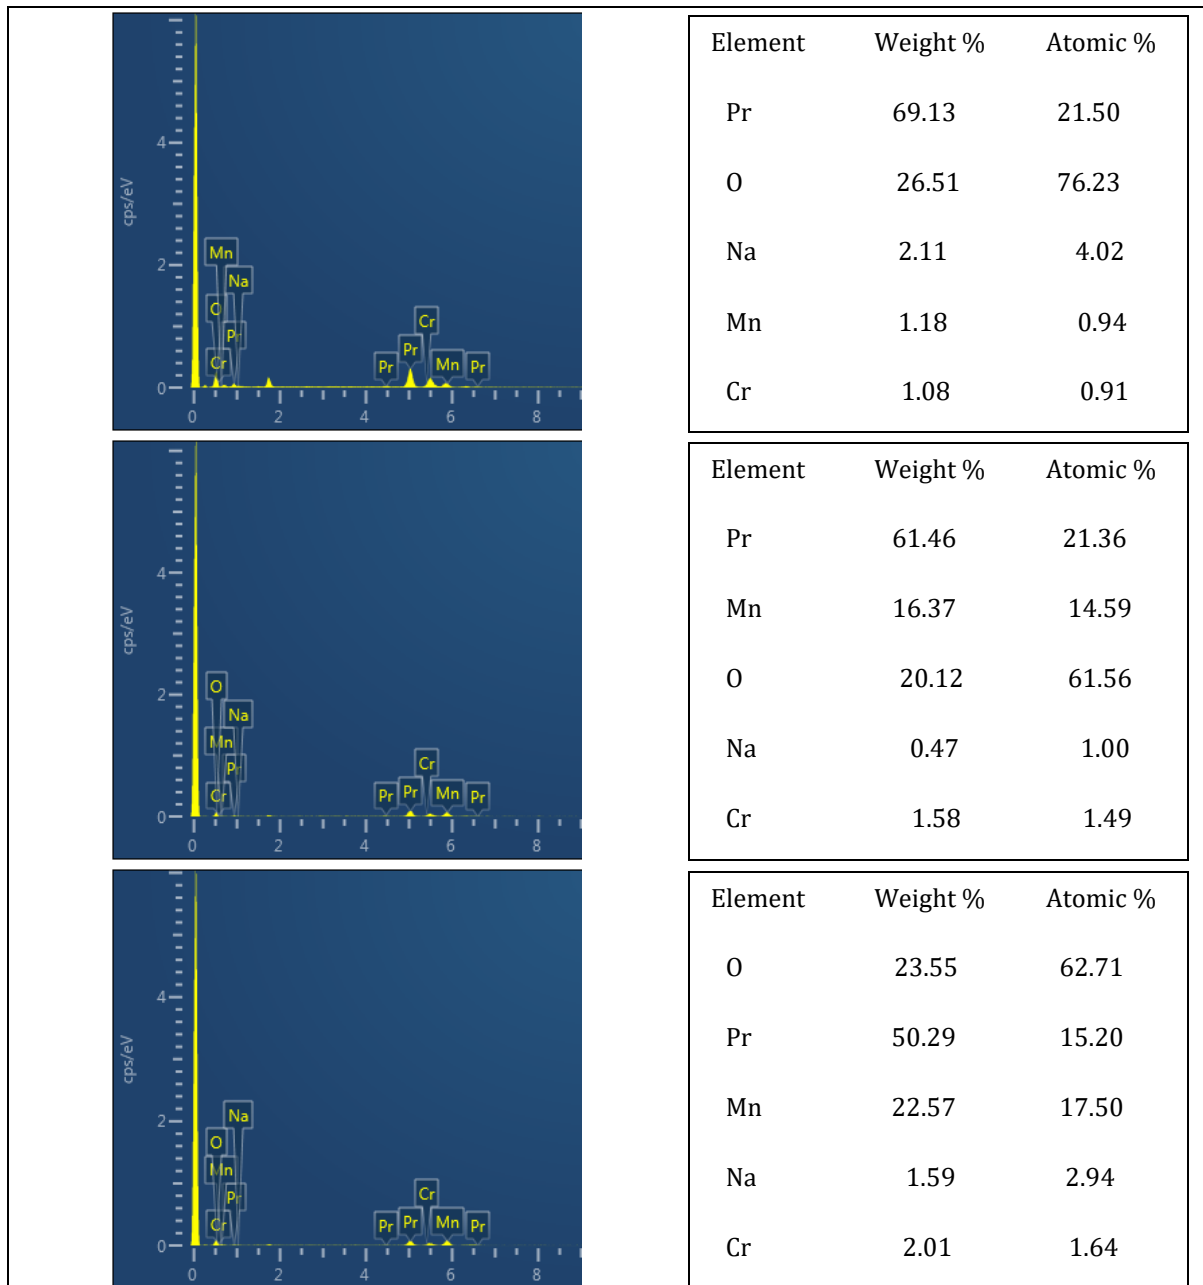 4
2
0
cps/eV
Mn
Na
O
Pr
Cr
Cr
Pr
Pr Mn Pr
0 2 4 6 8
Element Weight % Atomic %
Pr 69.13 21.50
O 26.51 76.23
Na 2.11 4.02
Mn 1.18 0.94
Cr 1.08 0.91
4
2
0
cps/eV
O
Na
Mn
Pr
Cr
Cr
Pr Pr Mn Pr
0 2 4 6 8
Element Weight % Atomic %
Pr 61.46 21.36
Mn 16.37 14.59
O 20.12 61.56
Na 0.47 1.00
Cr 1.58 1.49
4
2
0
cps/eV
Na
O
Mn
Pr
Cr
Cr
Pr Pr Mn Pr
0 2 4 6 8
Element Weight % Atomic %
O 23.55 62.71
Pr 50.29 15.20
Mn 22.57 17.50
Na 1.59 2.94
Cr 2.01 1.64